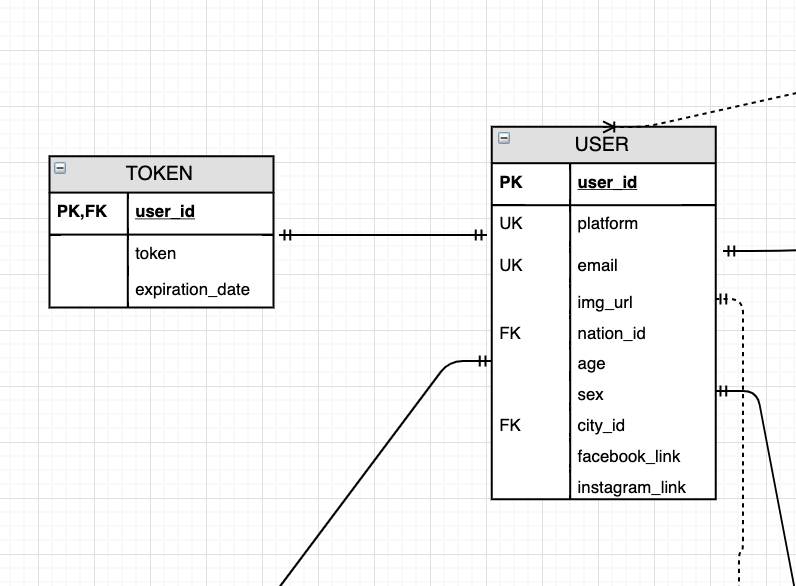 TOKEN
PK,FK user_id
token
expiration_date
USER
PK user_id
UK platform
UK email
img_url
FK nation_id
age
sex
FK city_id
facebook_link
instagram_link